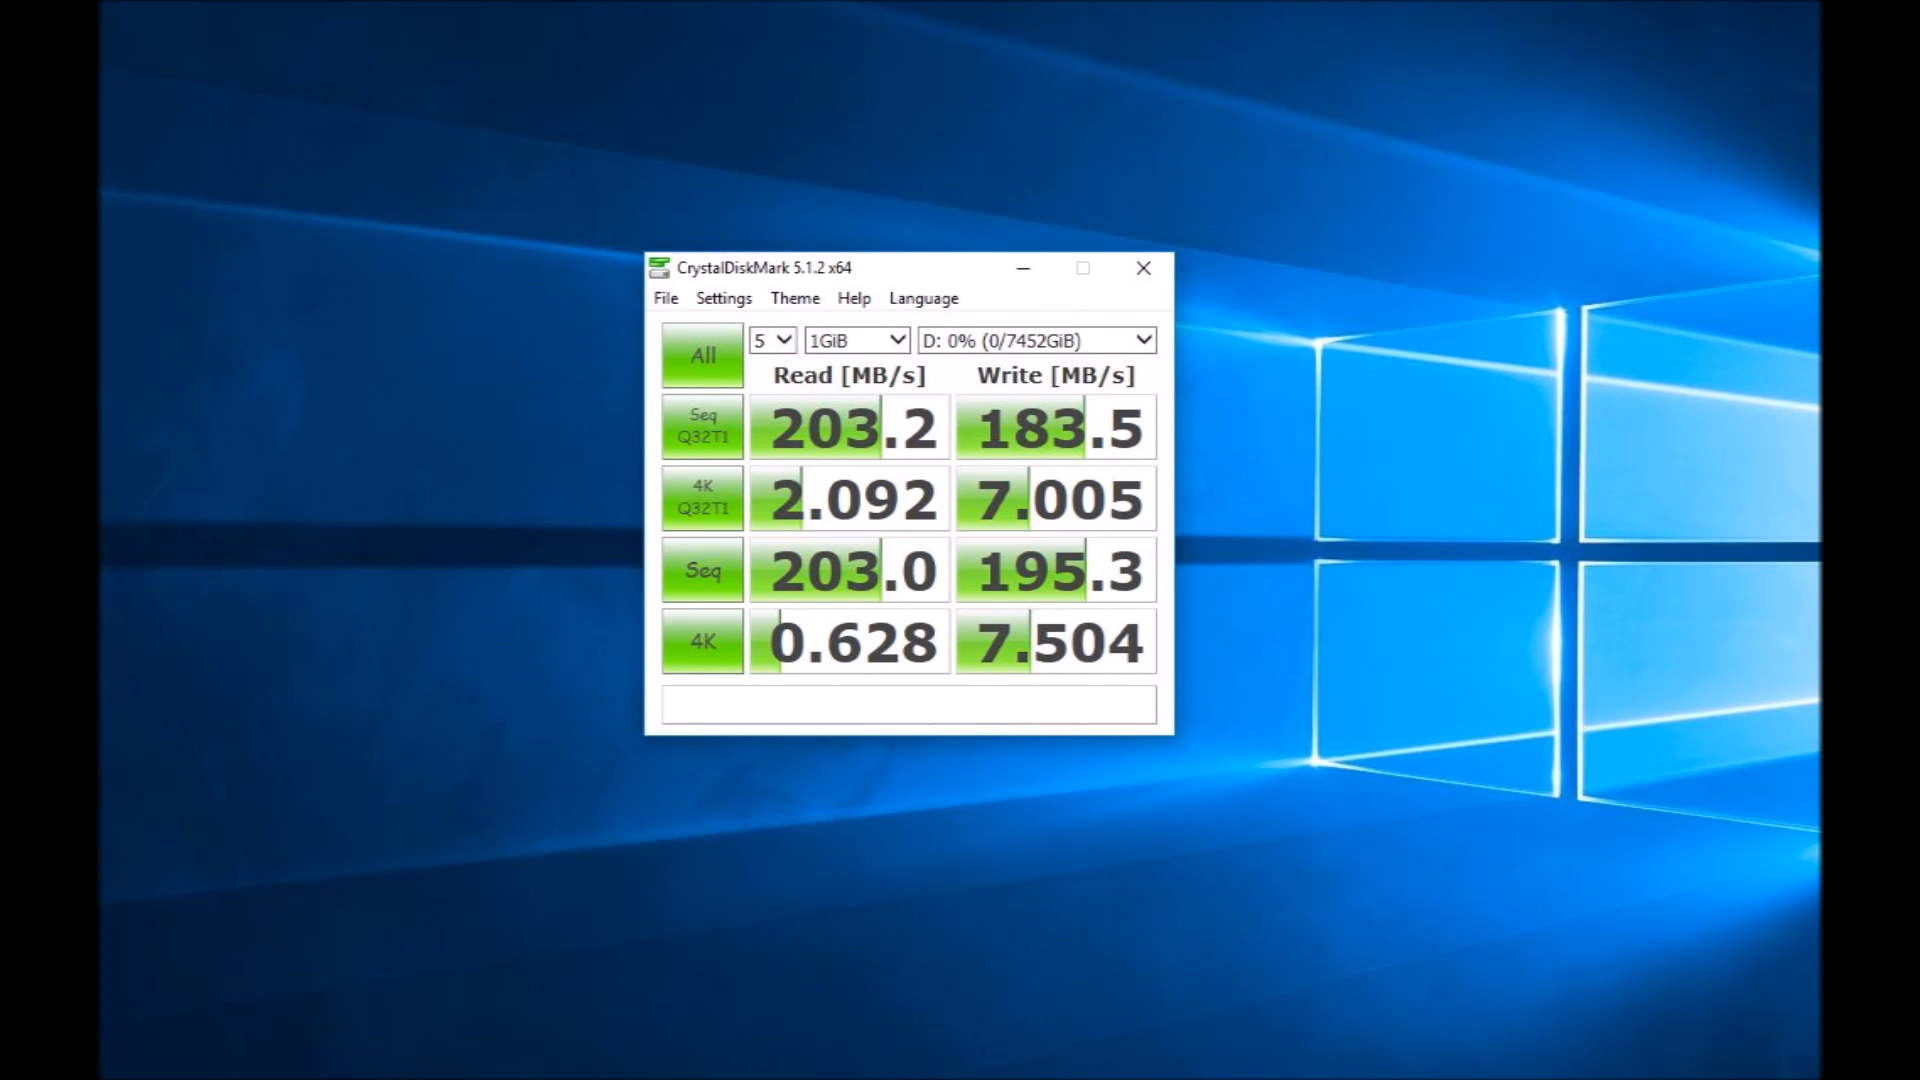 CrystalDiskMark 5.1.2 x64
File Settings Theme Help Language
All 5 1GiB D: 0% (0/7452GiB)
Read [MB/s] Write [MB/s]
Seq Q32T1 203.2 183.5
4K Q32T1 2.092 7.005
Seq 203.0 195.3
4K 0.628 7.504